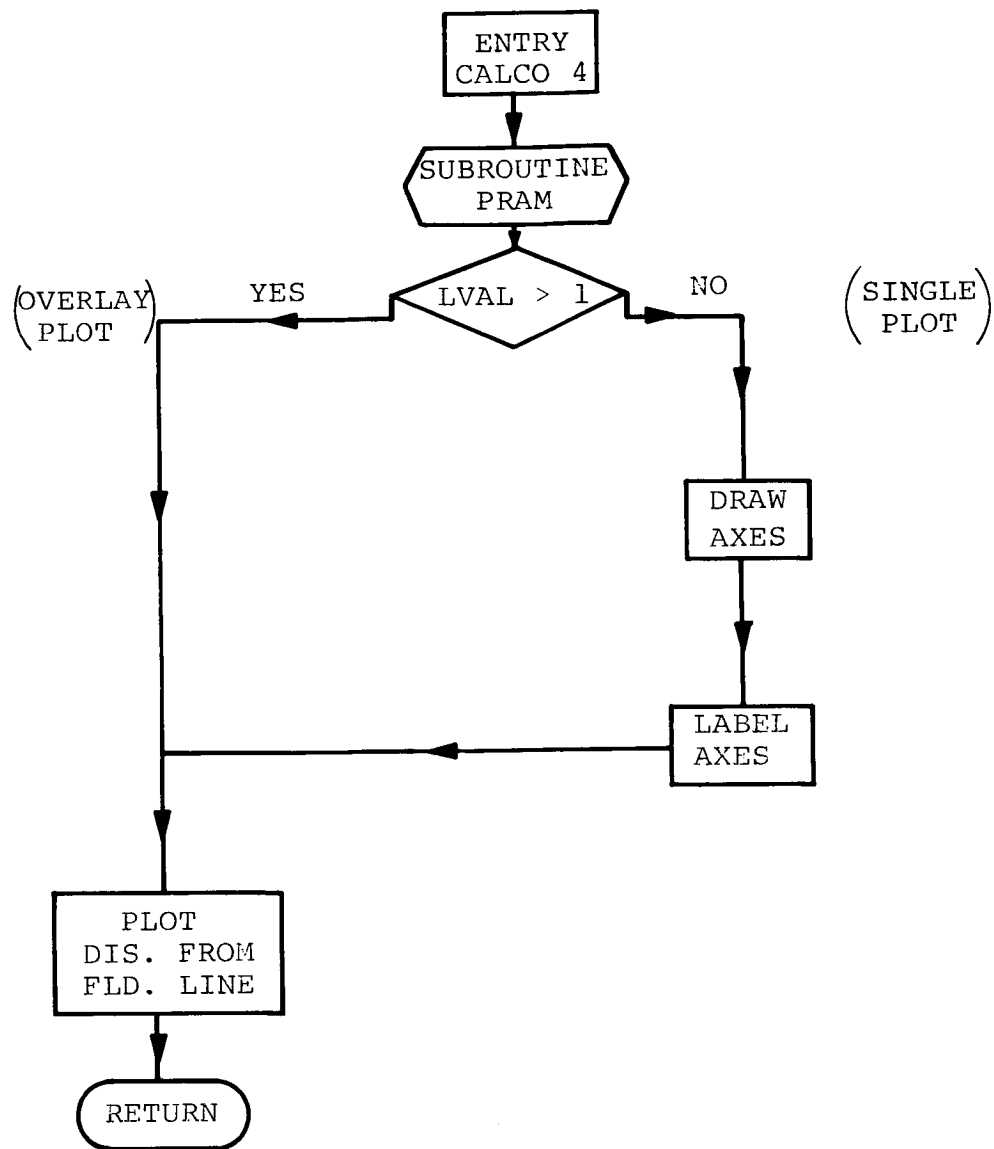 ENTRY
CALCO 4
SUBROUTINE
PRAM
LVAL > 1
YES
NO
(OVERLAY
PLOT)
(SINGLE
PLOT)
DRAW
AXES
LABEL
AXES
PLOT
DIS. FROM
FLD. LINE
RETURN